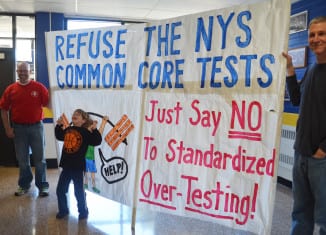 REFUSE THE NYS
COMMON CORE TESTS
Just Say NO
To Standardized
Over-Testing!
HELP!